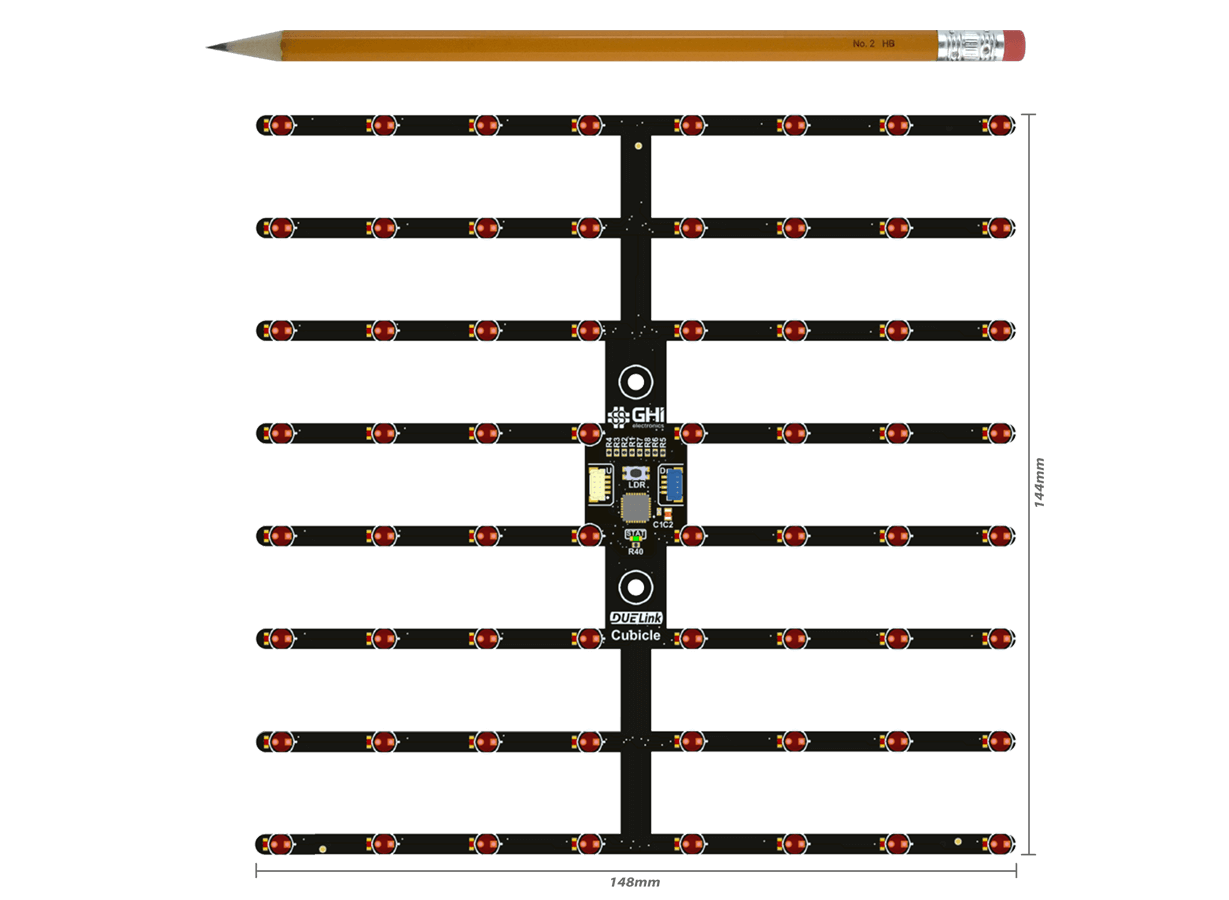 No. 2 HB
GHI
electronics
R4 R3 R2 R1 R7 R8 R6 R5
U
D
LDR
C1C2
STAT
R40
DUELink
Cubicle
144mm
148mm